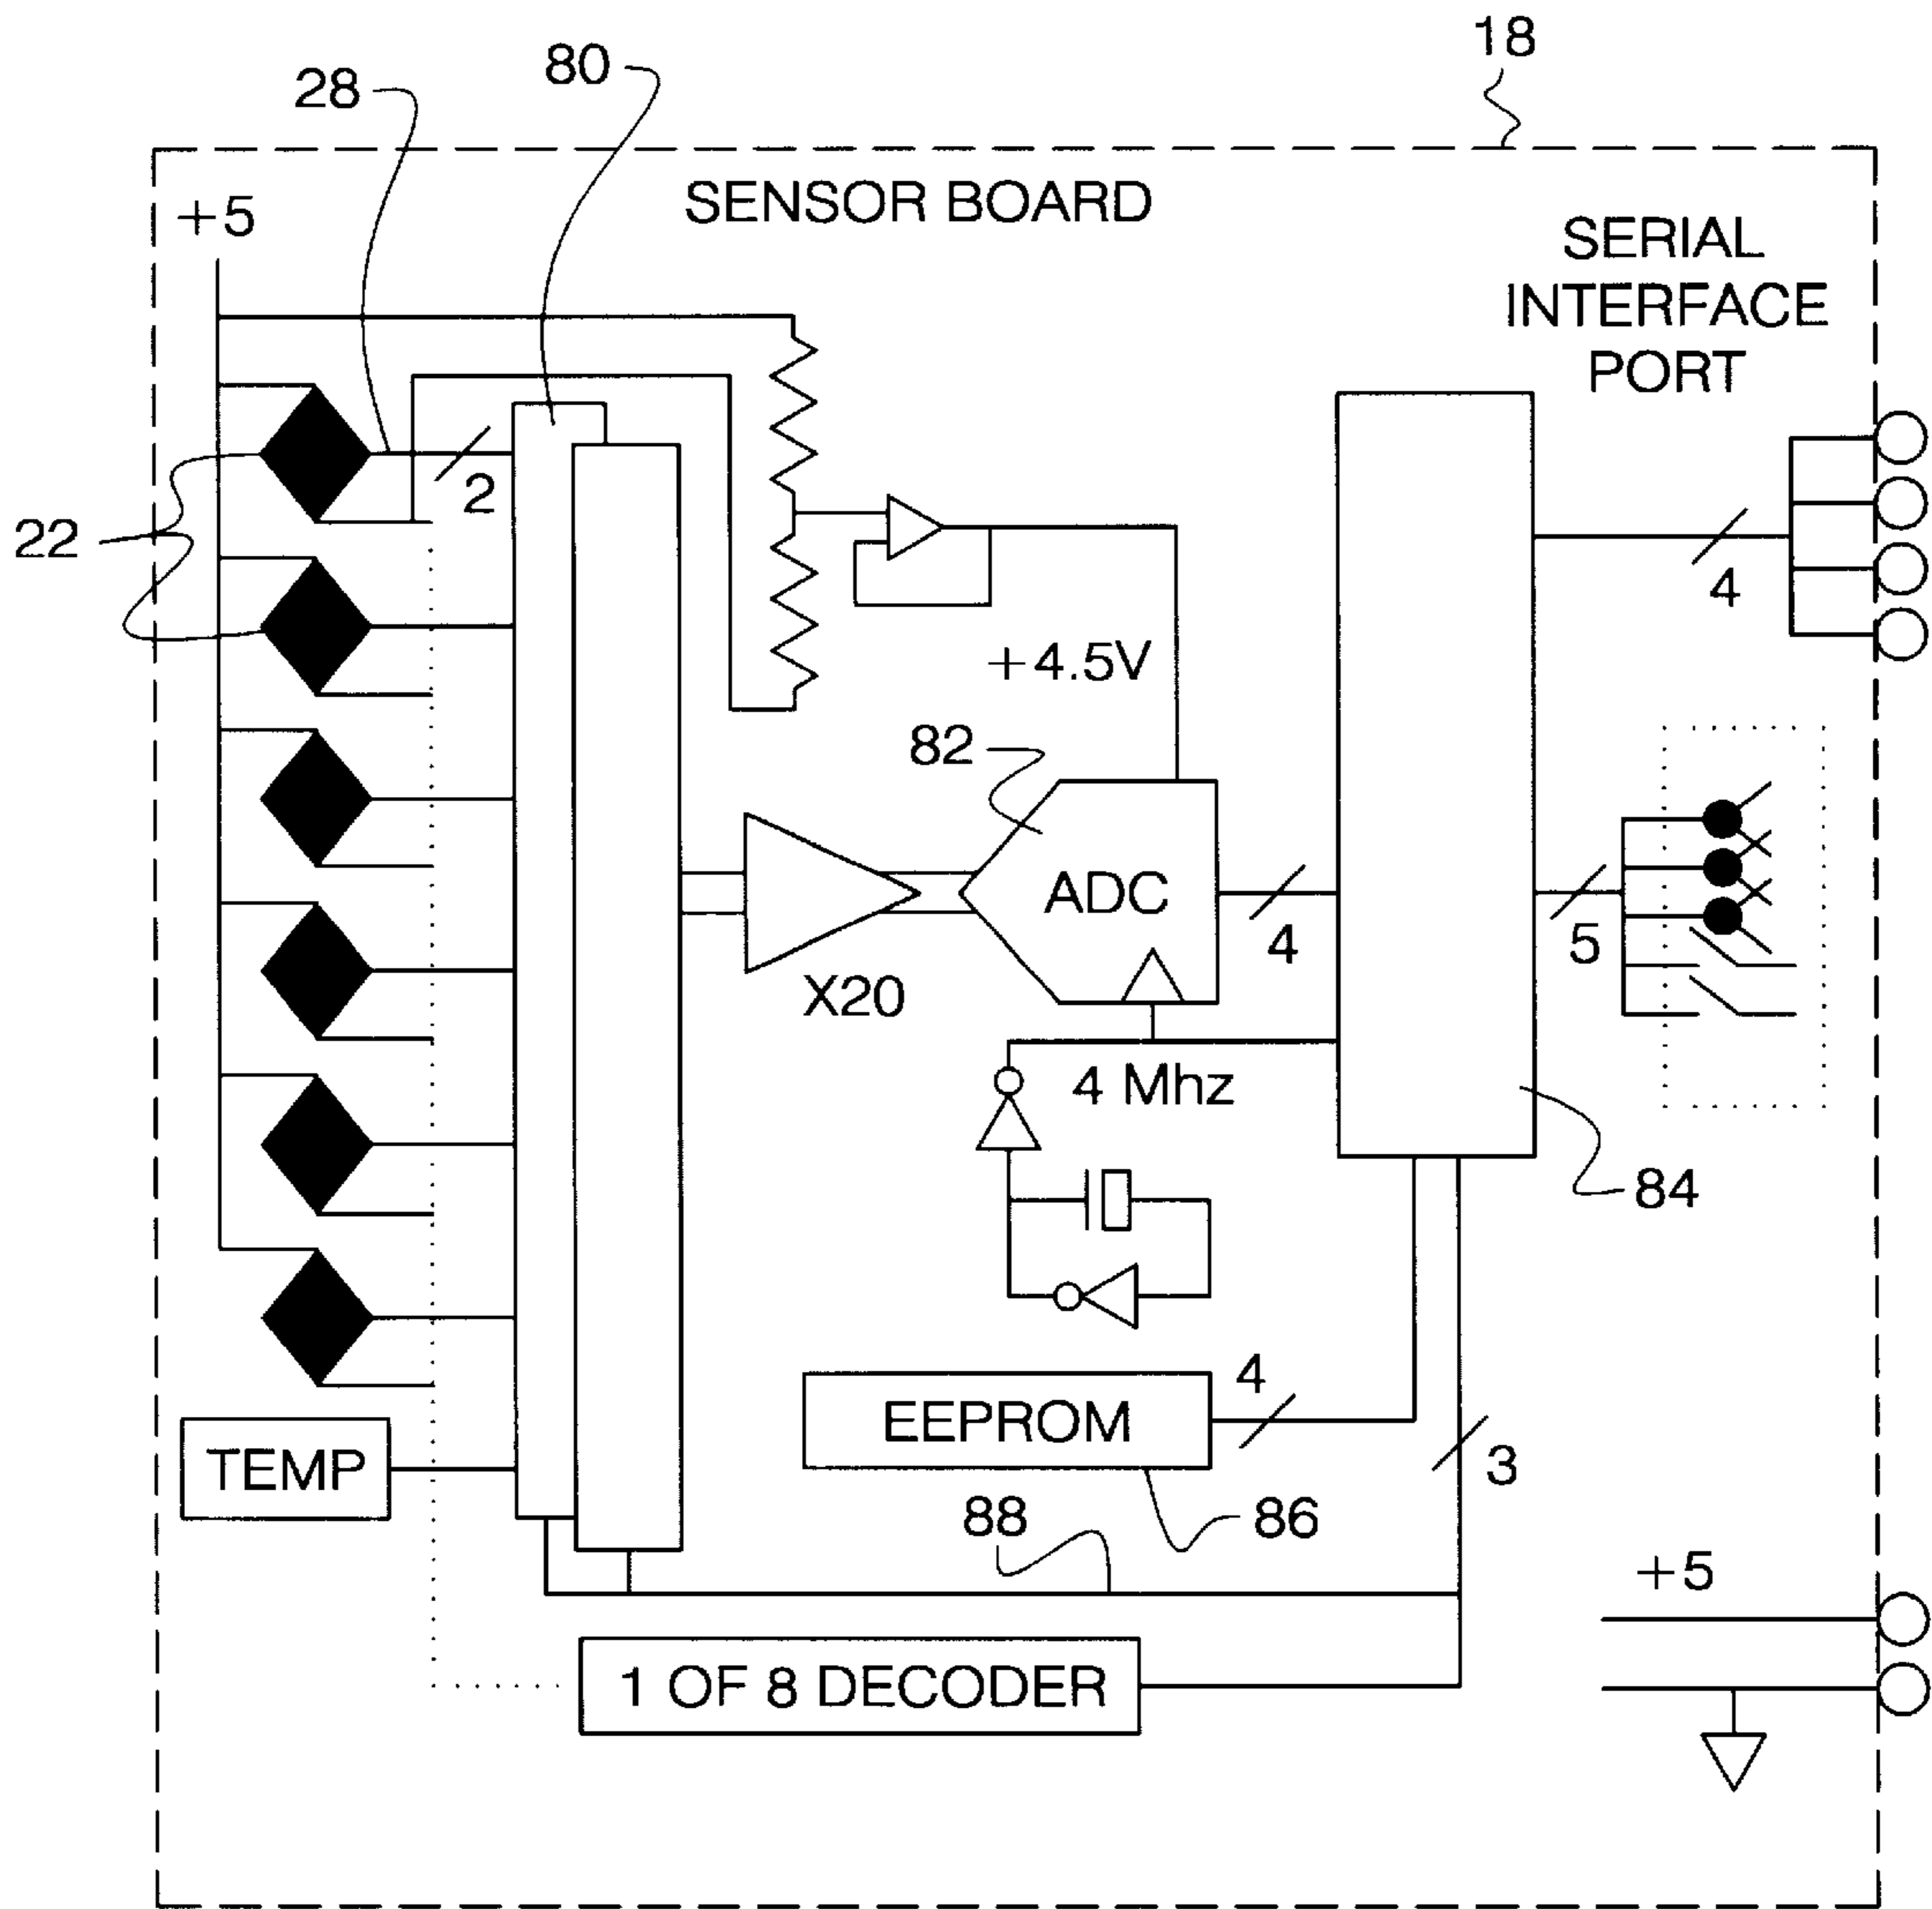 18
80
28
SENSOR BOARD
+5
SERIAL
INTERFACE
PORT
2
22
4
+4.5V
82
ADC
4
5
X20
4 Mhz
84
4
EEPROM
3
TEMP
88
86
+5
1 OF 8 DECODER